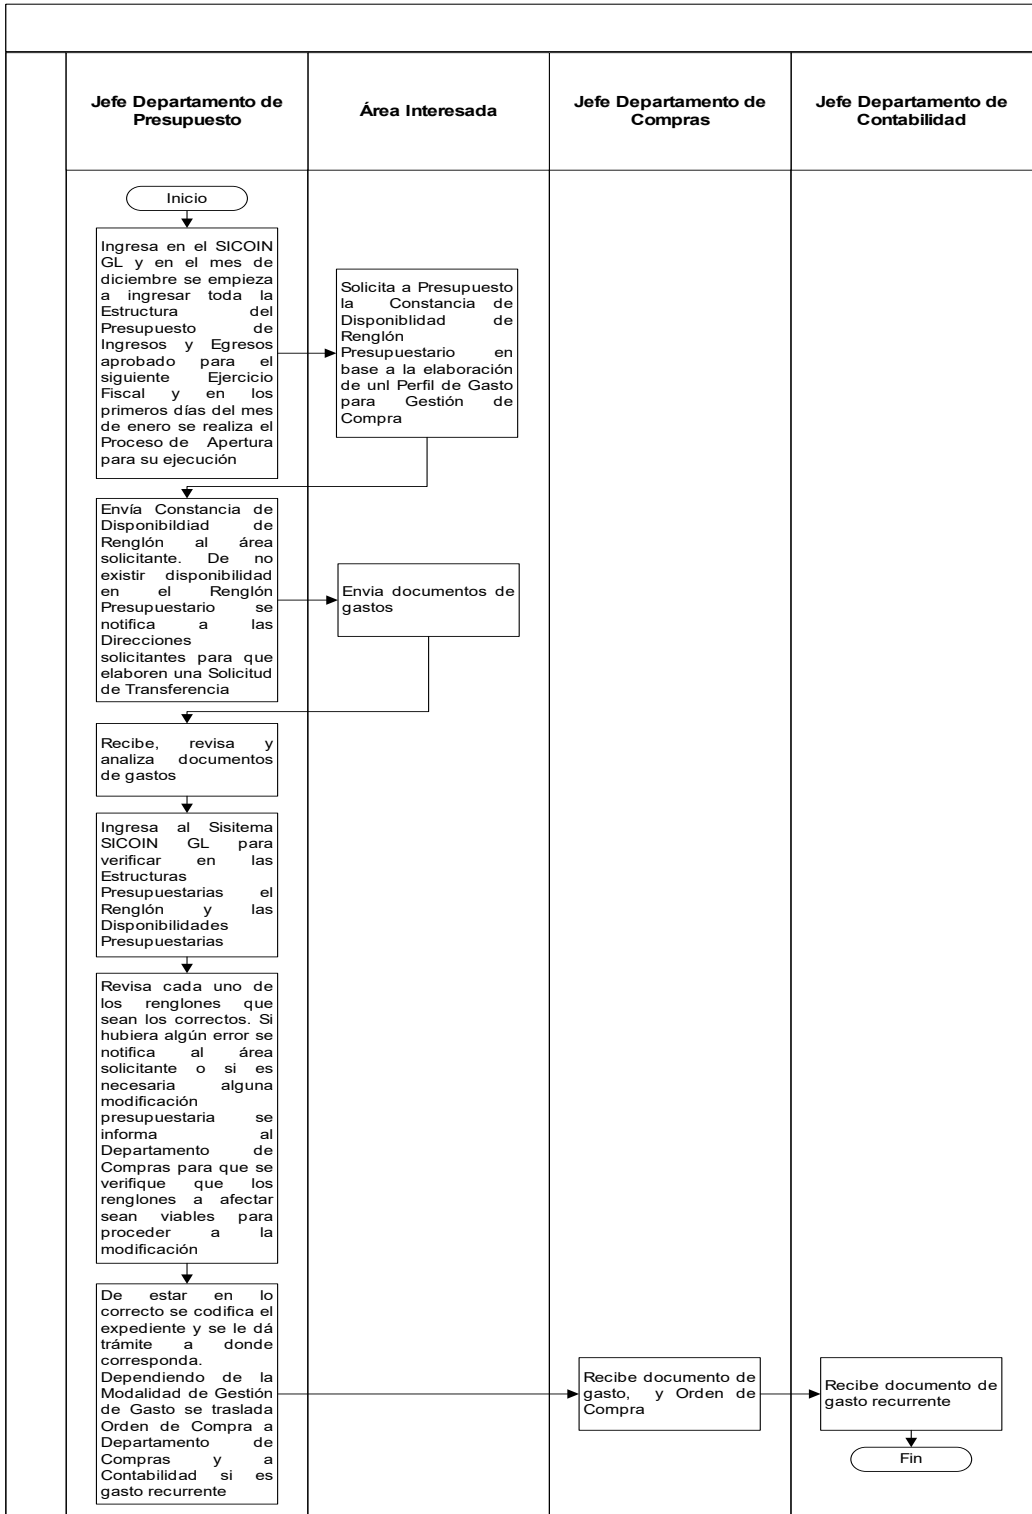 Jefe Departamento de
Presupuesto
Área Interesada
Jefe Departamento de
Compras
Jefe Departamento de
Contabilidad
Inicio
Ingresa en el SICOIN
GL y en el mes de
diciembre se empieza
a ingresar toda la
Estructura del
Presupuesto de
Ingresos y Egresos
aprobado para el
siguiente Ejercicio
Fiscal y en los
primeros días del mes
de enero se realiza el
Proceso de Apertura
para su ejecución
Solicita a Presupuesto
la Constancia de
Disponiblidad de
Renglón
Presupuestario en
base a la elaboración
de unl Perfil de Gasto
para Gestión de
Compra
Envía Constancia de
Disponibildiad de
Renglón al área
solicitante. De no
existir disponibilidad
en el Renglón
Presupuestario se
notifica a las
Direcciones
solicitantes para que
elaboren una Solicitud
de Transferencia
Envia documentos de
gastos
Recibe, revisa y
analiza documentos
de gastos
Ingresa al Sisitema
SICOIN GL para
verificar en las
Estructuras
Presupuestarias el
Renglón y las
Disponibilidades
Presupuestarias
Revisa cada uno de
los renglones que
sean los correctos. Si
hubiera algún error se
notifica al área
solicitante o si es
necesaria alguna
modificación
presupuestaria se
informa al
Departamento de
Compras para que se
verifique que los
renglones a afectar
sean viables para
proceder a la
modificación
De estar en lo
correcto se codifica el
expediente y se le dá
trámite a donde
corresponda.
Dependiendo de la
Modalidad de Gestión
de Gasto se traslada
Orden de Compra a
Departamento de
Compras y a
Contabilidad si es
gasto recurrente
Recibe documento de
gasto, y Orden de
Compra
Recibe documento de
gasto recurrente
Fin